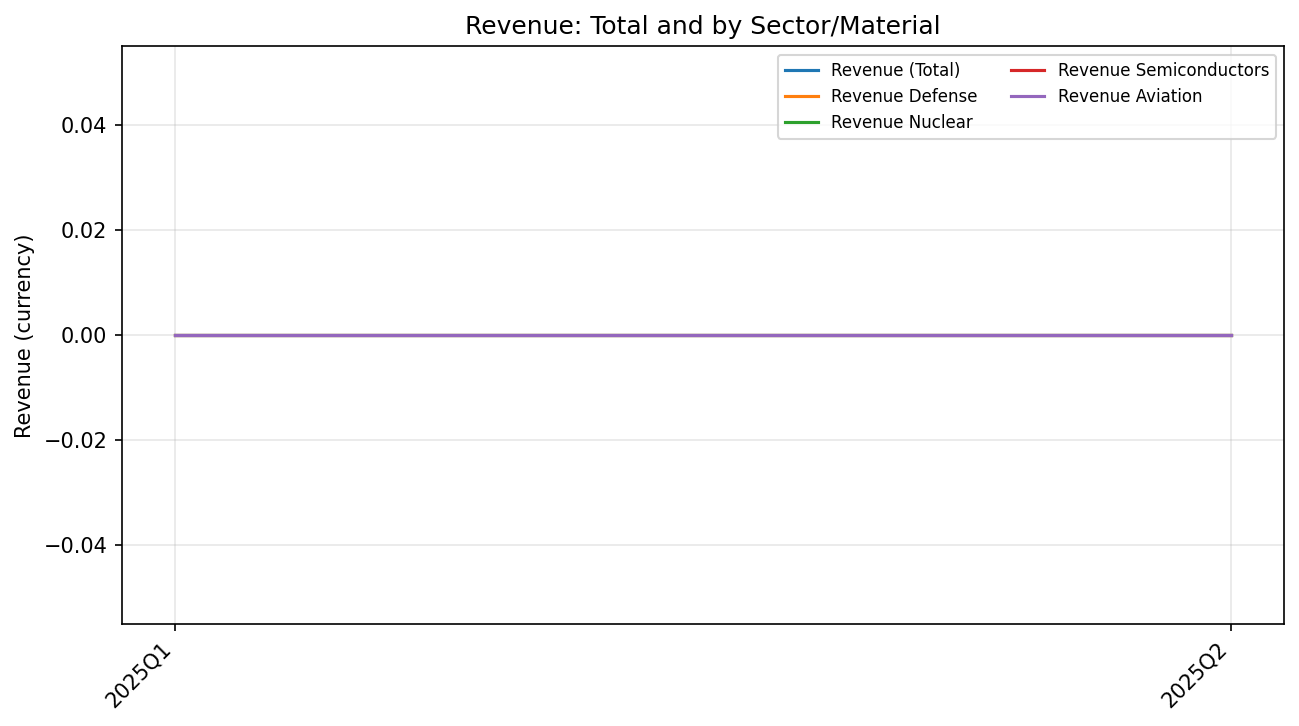 Revenue: Total and by Sector/Material
Revenue (Total)
Revenue Defense
Revenue Nuclear
Revenue Semiconductors
Revenue Aviation
Revenue (currency)
0.04
0.02
0.00
−0.02
−0.04
2025Q1
2025Q2